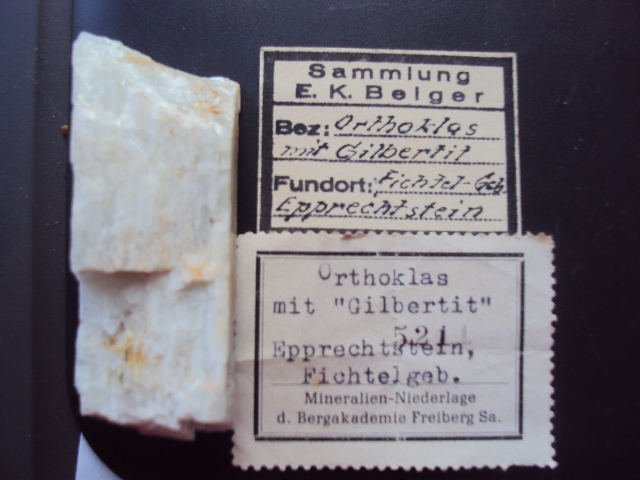 Sammlung
E. K. Belger
Bez: Orthoklas
mit Gilbertit
Fundort: Fichtel-Geb.
Epprechtstein
Orthoklas
mit "Gilbertit"
5214
Epprechtstein,
Fichtelgeb.
Mineralien-Niederlage
d. Bergakademie Freiberg Sa.